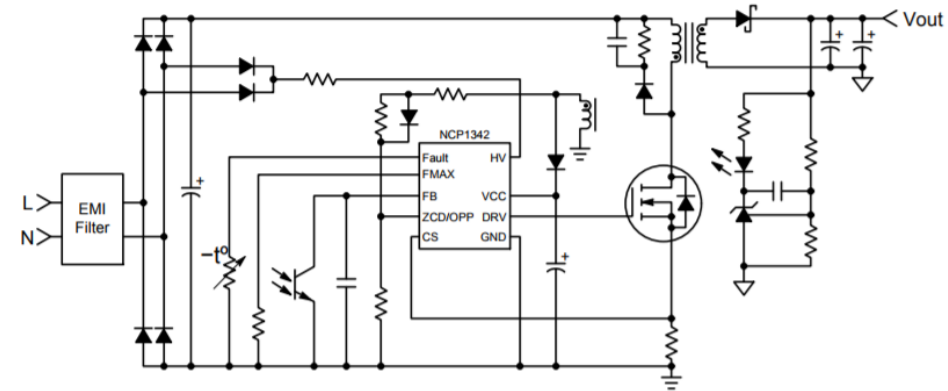 Vout
NCP1342
Fault HV
FMAX
FB VCC
ZCD/OPP DRV
CS GND
L
EMI
Filter
N
−t°
+
+
+
+